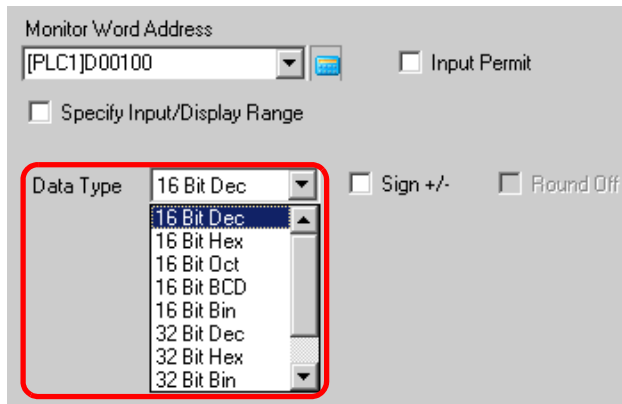 Monitor Word Address
[PLC1]D00100
Input Permit
Specify Input/Display Range
Data Type
16 Bit Dec
Sign +/-
Round Off
16 Bit Dec
16 Bit Hex
16 Bit Oct
16 Bit BCD
16 Bit Bin
32 Bit Dec
32 Bit Hex
32 Bit Bin